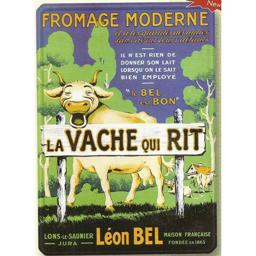 New
FROMAGE MODERNE
IL N'EST RIEN DE
DONNER SON LAIT
LORSQU'ON LE SAIT
BIEN EMPLOYÉ
"le BEL
est BON"
LA VACHE QUI RIT
LONS-LE-SAUNIER
JURA
Léon BEL
MAISON FRANÇAISE
FONDÉE EN 1865